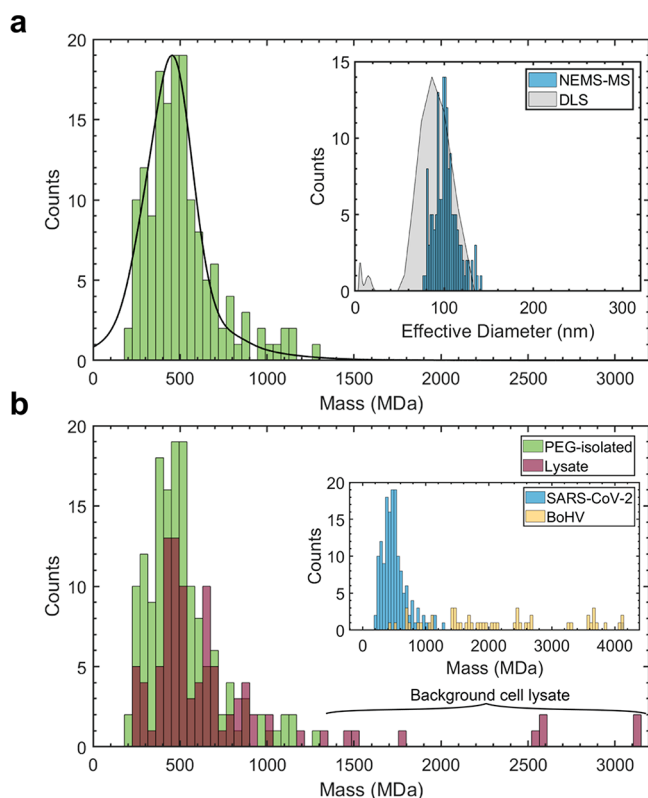 a
20
15
10
5
0
Counts
0 500 1000 1500 2000 2500 3000
Mass (MDa)
15
10
5
0
Counts
NEMS-MS
DLS
0 100 200 300
Effective Diameter (nm)
b
20
15
10
5
0
Counts
PEG-isolated
Lysate
20
15
10
5
0
Counts
SARS-CoV-2
BoHV
0 1000 2000 3000 4000
Mass (MDa)
Background cell lysate
0 500 1000 1500 2000 2500 3000
Mass (MDa)